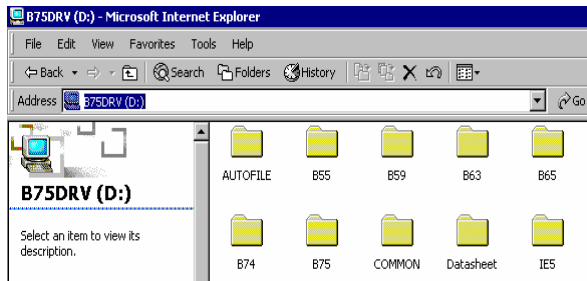 B75DRV (D:) - Microsoft Internet Explorer
File Edit View Favorites Tools Help
Back Search Folders History
Address B75DRV (D:) Go
AUTOFILE B55 B59 B63 B65
B75DRV (D:)
Select an item to view its
description.
B74 B75 COMMON Datasheet IE5